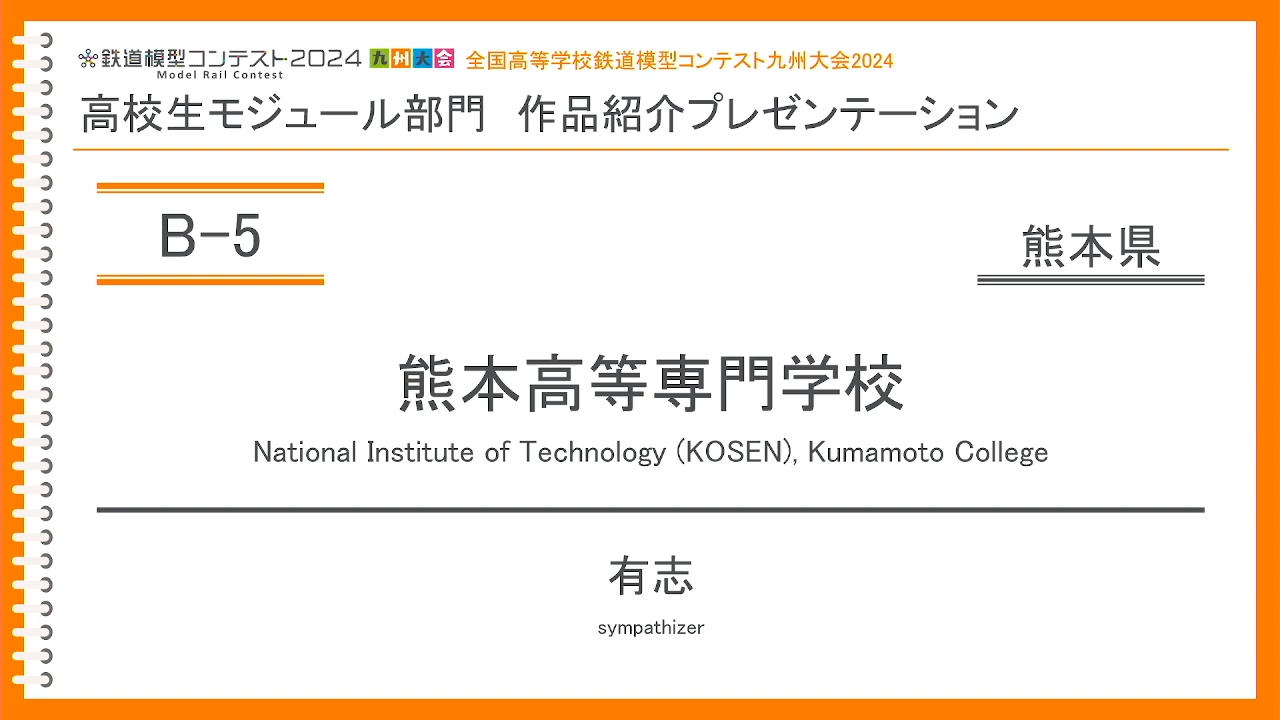 鉄道模型コンテスト2024 九州大会 全国高等学校鉄道模型コンテスト九州大会2024
Model Rail Contest
高校生モジュール部門　作品紹介プレゼンテーション
B-5
熊本県
熊本高等専門学校
National Institute of Technology (KOSEN), Kumamoto College
有志
sympathizer